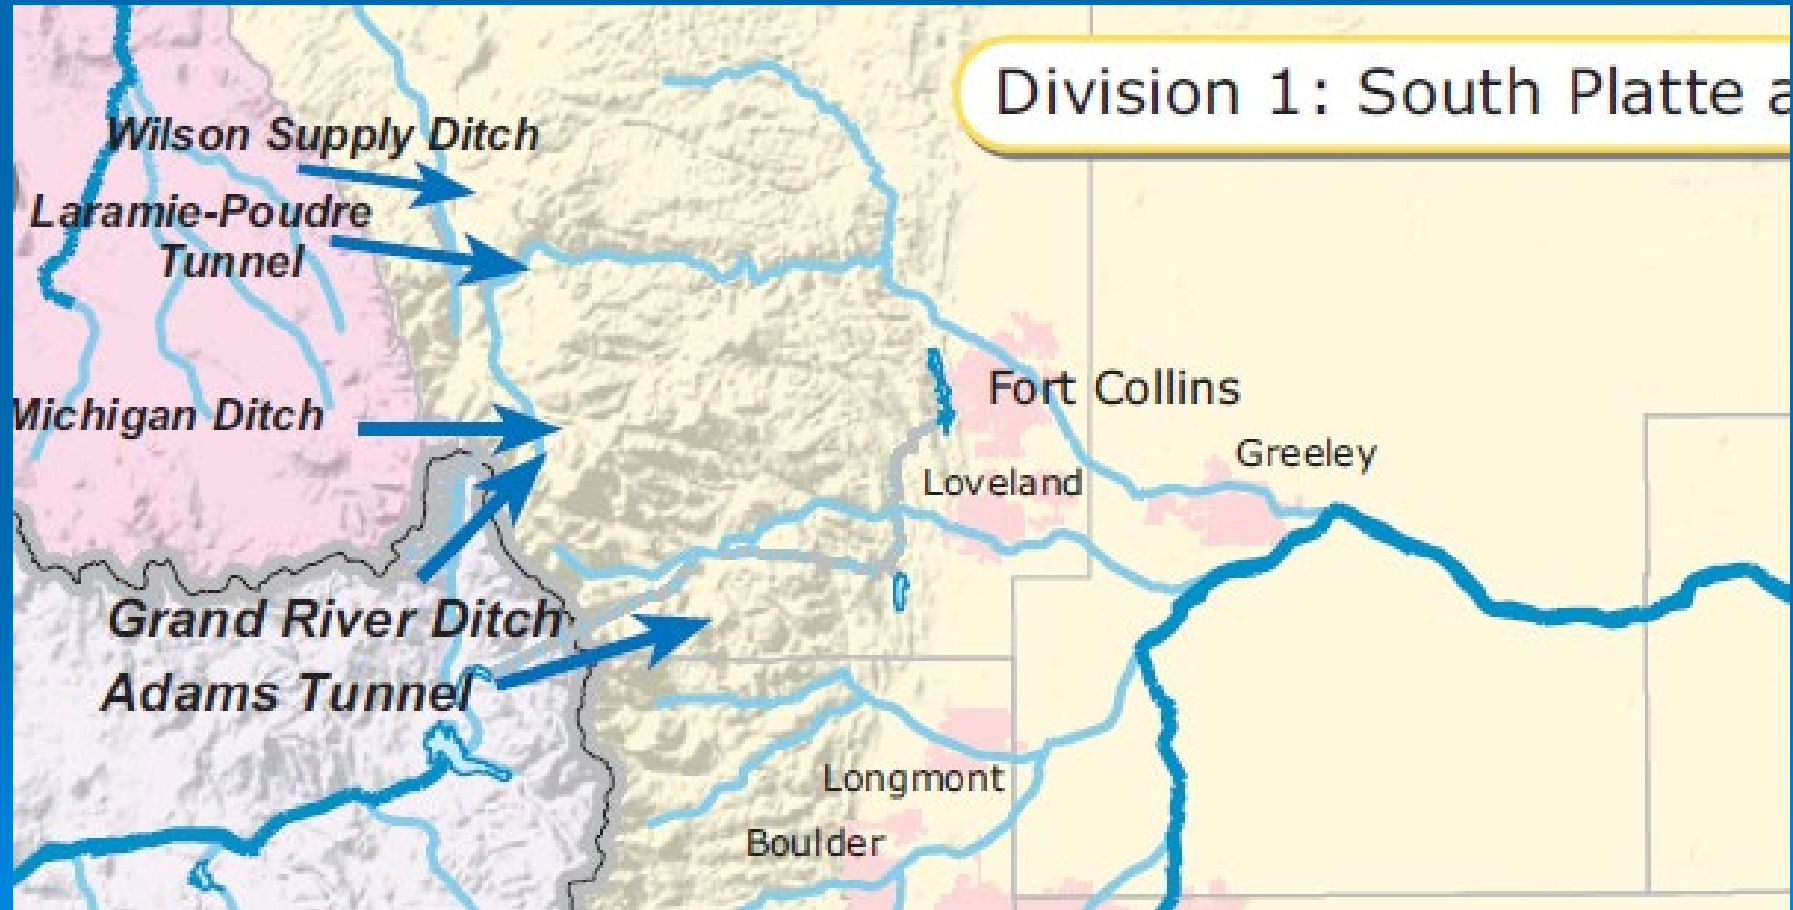 Division 1: South Platte a
Wilson Supply Ditch
Laramie-Poudre
Tunnel
Michigan Ditch
Fort Collins
Greeley
Loveland
Grand River Ditch
Adams Tunnel
Longmont
Boulder